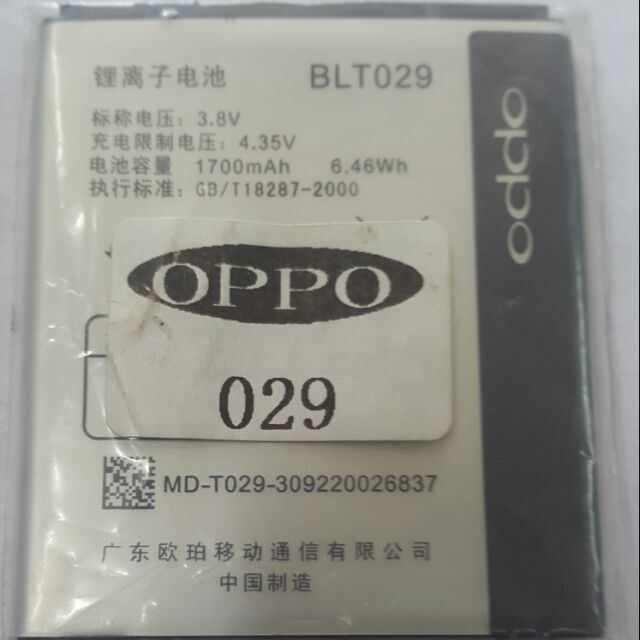 锂离子电池 BLT029
标称电压：3.8V
充电限制电压：4.35V
电池容量 1700mAh 6.46Wh
执行标准：GB/T18287-2000
oppo
OPPO
029
MD-T029-309220026837
广东欧珀移动通信有限公司
中国制造